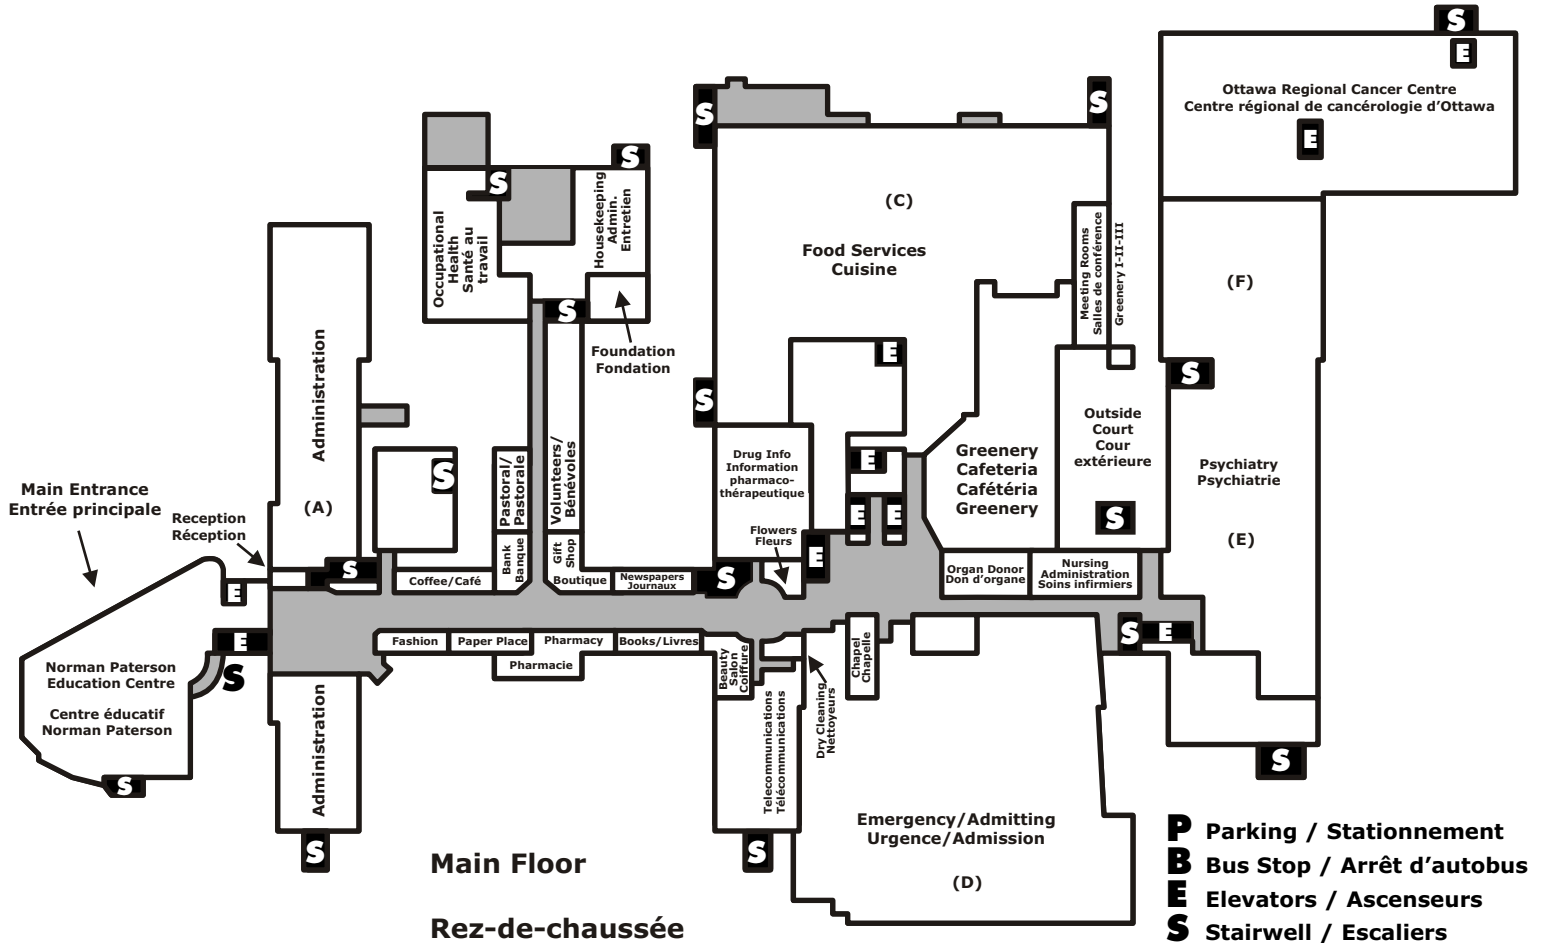 S
E
Ottawa Regional Cancer Centre
Centre régional de cancérologie d'Ottawa
E
S
S
S
S
Occupational
Health
Santé au
travail
Housekeeping
Admin.
Entretien
S
Foundation
Fondation
(C)
Food Services
Cuisine
Meeting Rooms
Salles de conférence
Greenery I-II-III
(F)
E
S
S
Outside
Court
Cour
extérieure
S
Psychiatry
Psychiatrie
(E)
Greenery
Cafeteria
Cafétéria
Greenery
Drug Info
Information
pharmaco-
thérapeutique
E
E
E
Flowers
Fleurs
E
Administration
(A)
S
Main Entrance
Entrée principale
Reception
Réception
S
E
Pastoral/
Pastorale
Volunteers/
Bénévoles
Bank
Banque
Gift
Shop
Boutique
Coffee/Café
Newspapers
Journaux
S
Organ Donor
Don d'organe
Nursing
Administration
Soins infirmiers
E
S
Fashion
Paper Place
Pharmacy
Pharmacie
Books/Livres
Beauty
Salon
Coiffure
Chapel
Chapelle
S
E
Norman Paterson
Education Centre
Centre éducatif
Norman Paterson
S
Administration
S
Telecommunications
Télécommunications
Dry Cleaning
Nettoyeurs
S
S
Emergency/Admitting
Urgence/Admission
(D)
Main Floor
Rez-de-chaussée
P Parking / Stationnement
B Bus Stop / Arrêt d'autobus
E Elevators / Ascenseurs
S Stairwell / Escaliers